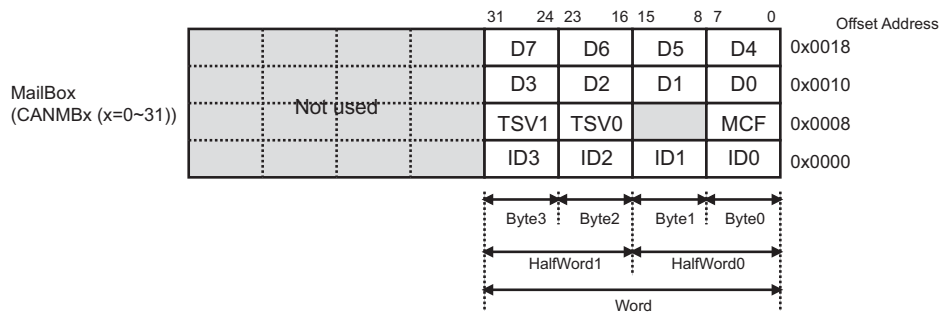 31 24 23 16 15 8 7 0 Offset Address
D7 D6 D5 D4 0x0018
D3 D2 D1 D0 0x0010
MailBox
(CANMBx (x=0~31))
Not used
TSV1 TSV0 MCF 0x0008
ID3 ID2 ID1 ID0 0x0000
Byte3 Byte2 Byte1 Byte0
HalfWord1 HalfWord0
Word